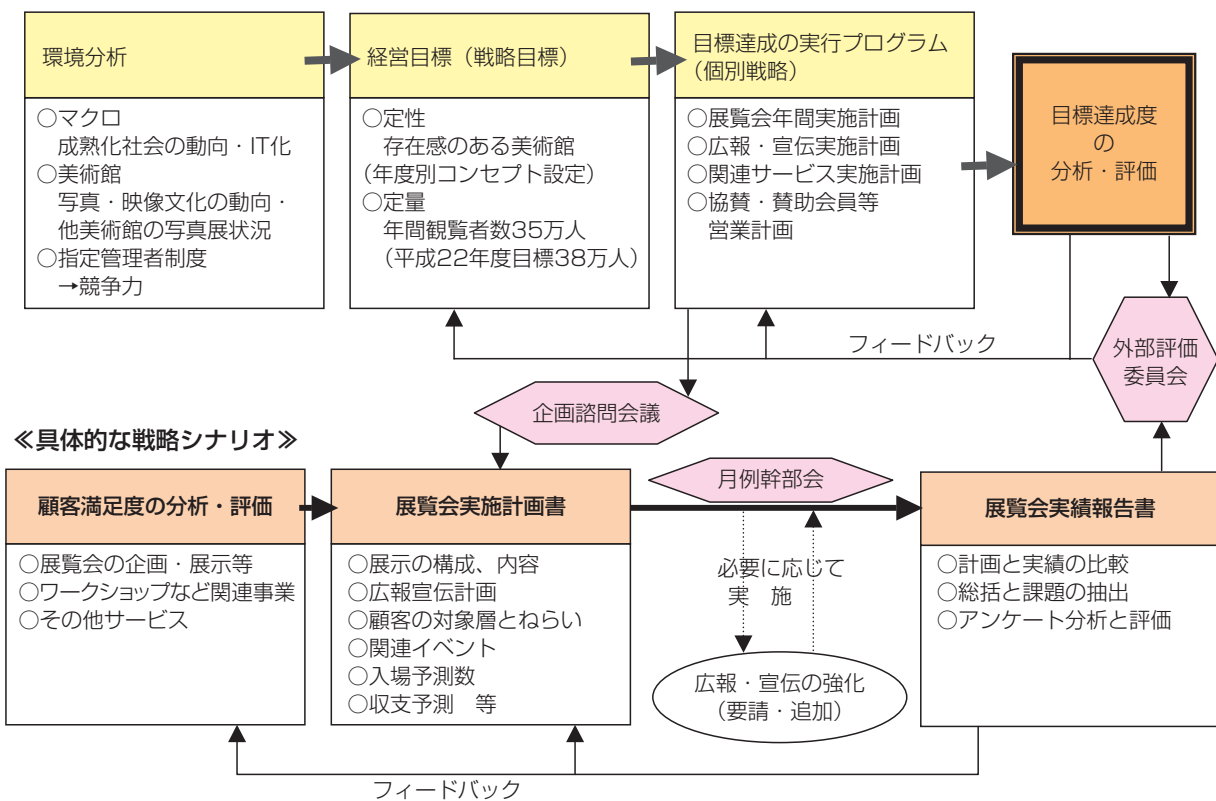 環境分析
○マクロ
成熟化社会の動向・IT化
○美術館
写真・映像文化の動向・
他美術館の写真展状況
○指定管理者制度
→競争力
経営目標（戦略目標）
○定性
存在感のある美術館
（年度別コンセプト設定）
○定量
年間観覧者数35万人
（平成22年度目標38万人）
目標達成の実行プログラム
（個別戦略）
○展覧会年間実施計画
○広報・宣伝実施計画
○関連サービス実施計画
○協賛・賛助会員等
営業計画
目標達成度
の
分析・評価
フィードバック
外部評価
委員会
企画諮問会議
≪具体的な戦略シナリオ≫
顧客満足度の分析・評価
○展覧会の企画・展示等
○ワークショップなど関連事業
○その他サービス
展覧会実施計画書
○展示の構成、内容
○広報宣伝計画
○顧客の対象層とねらい
○関連イベント
○入場予測数
○収支予測　等
月例幹部会
必要に応じて
実　施
広報・宣伝の強化
（要請・追加）
展覧会実績報告書
○計画と実績の比較
○総括と課題の抽出
○アンケート分析と評価
フィードバック